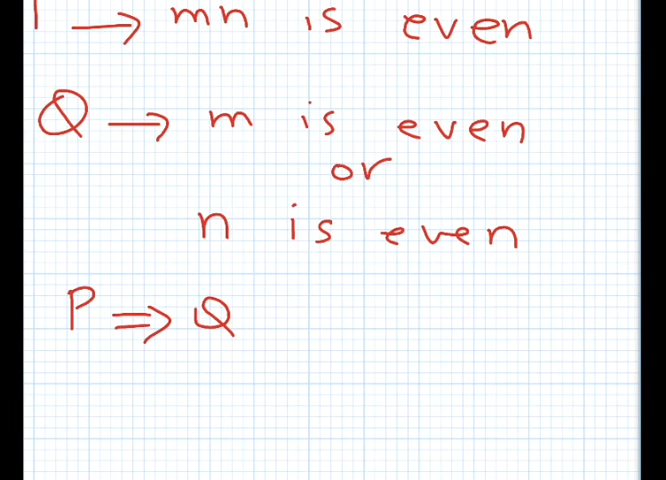 → mn is even
Q → m is even
or
n is even
P ⇒ Q